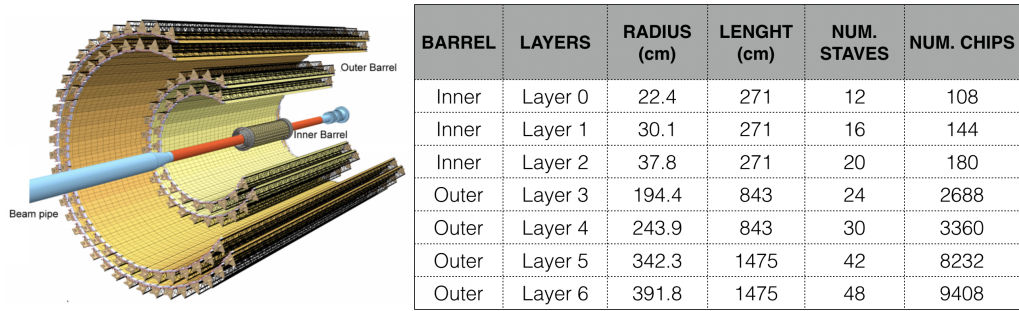 Outer Barrel
Inner Barrel
Beam pipe
BARREL LAYERS RADIUS (cm) LENGHT (cm) NUM. STAVES NUM. CHIPS
Inner Layer 0 22.4 271 12 108
Inner Layer 1 30.1 271 16 144
Inner Layer 2 37.8 271 20 180
Outer Layer 3 194.4 843 24 2688
Outer Layer 4 243.9 843 30 3360
Outer Layer 5 342.3 1475 42 8232
Outer Layer 6 391.8 1475 48 9408